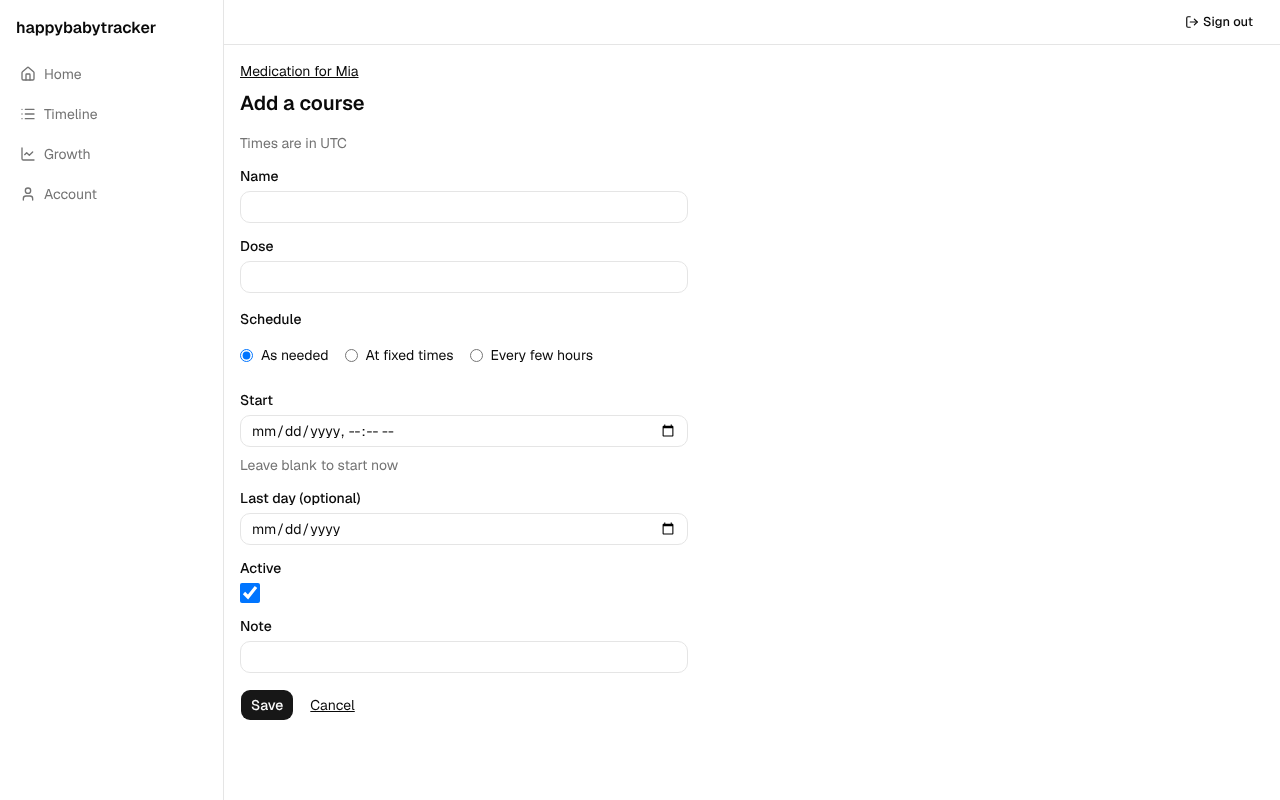 happybabytracker
Sign out
Home
Timeline
Growth
Account
Medication for Mia
Add a course
Times are in UTC
Name
Dose
Schedule
As needed
At fixed times
Every few hours
Start
mm/dd/yyyy, --:-- --
Leave blank to start now
Last day (optional)
mm/dd/yyyy
Active
Note
Save
Cancel